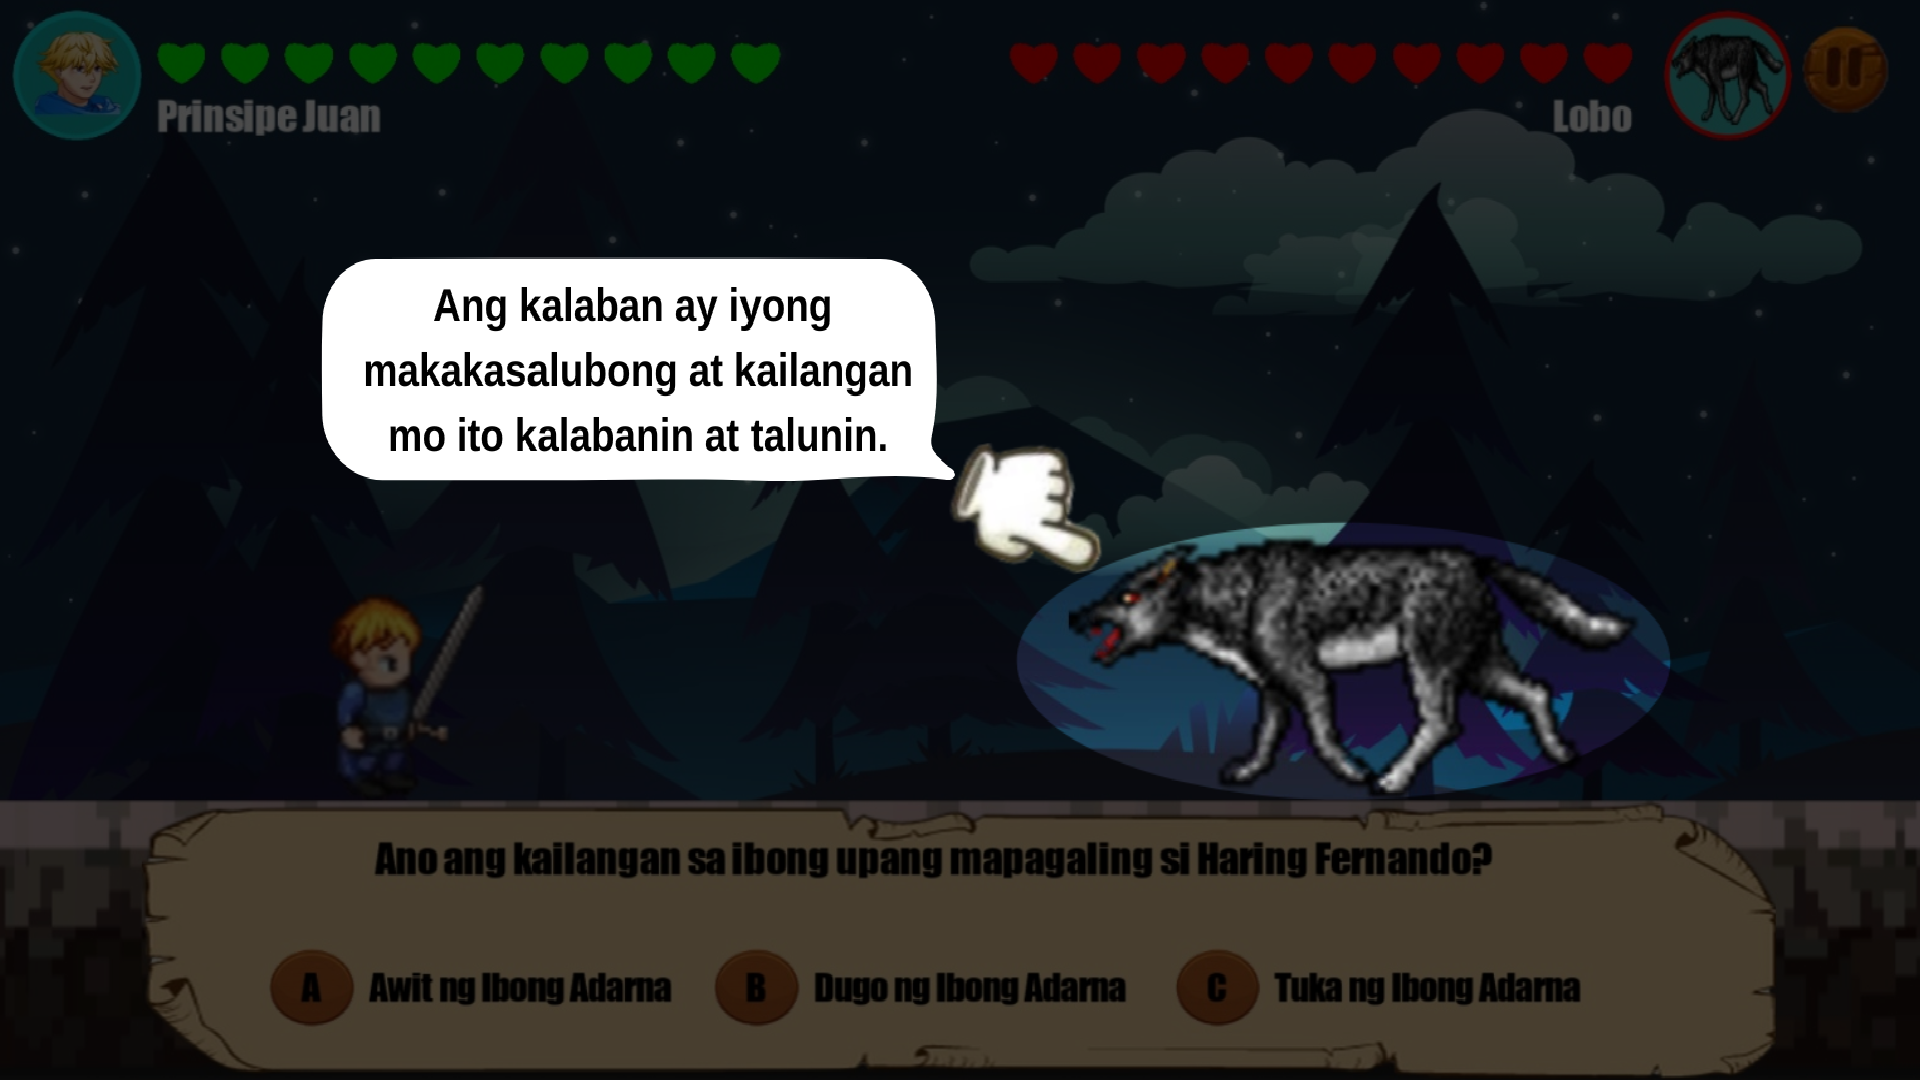 Prinsipe Juan
Lobo
Ang kalaban ay iyong
makakasalubong at kailangan
mo ito kalabanin at talunin.
Ano ang kailangan sa ibong upang mapagaling si Haring Fernando?
A Awit ng Ibong Adarna
B Dugo ng Ibong Adarna
C Tuka ng Ibong Adarna